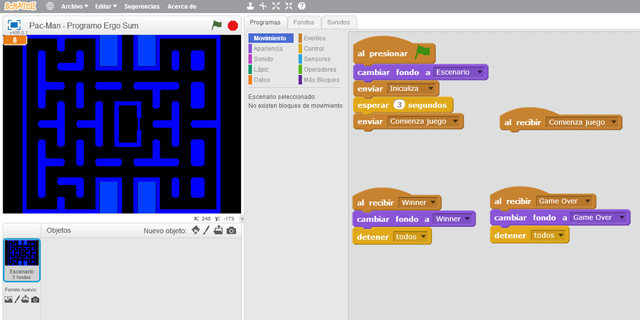 SCRATCH Archivo Editar Sugerencias Acerca de
Pac-Man - Programo Ergo Sum
v456.0.1
8
X: 240 y: -173
Objetos Nuevo objeto:
Escenario
3 fondos
Fondo nuevo:
Programas Fondos Sonidos
Movimiento Eventos
Apariencia Control
Sonido Sensores
Lápiz Operadores
Datos Más Bloques
Escenario seleccionado:
No existen bloques de movimiento
al presionar
cambiar fondo a Escenario
enviar Inicializa
esperar 3 segundos
enviar Comienza juego
al recibir Comienza juego
al recibir Winner
cambiar fondo a Winner
detener todos
al recibir Game Over
cambiar fondo a Game Over
detener todos